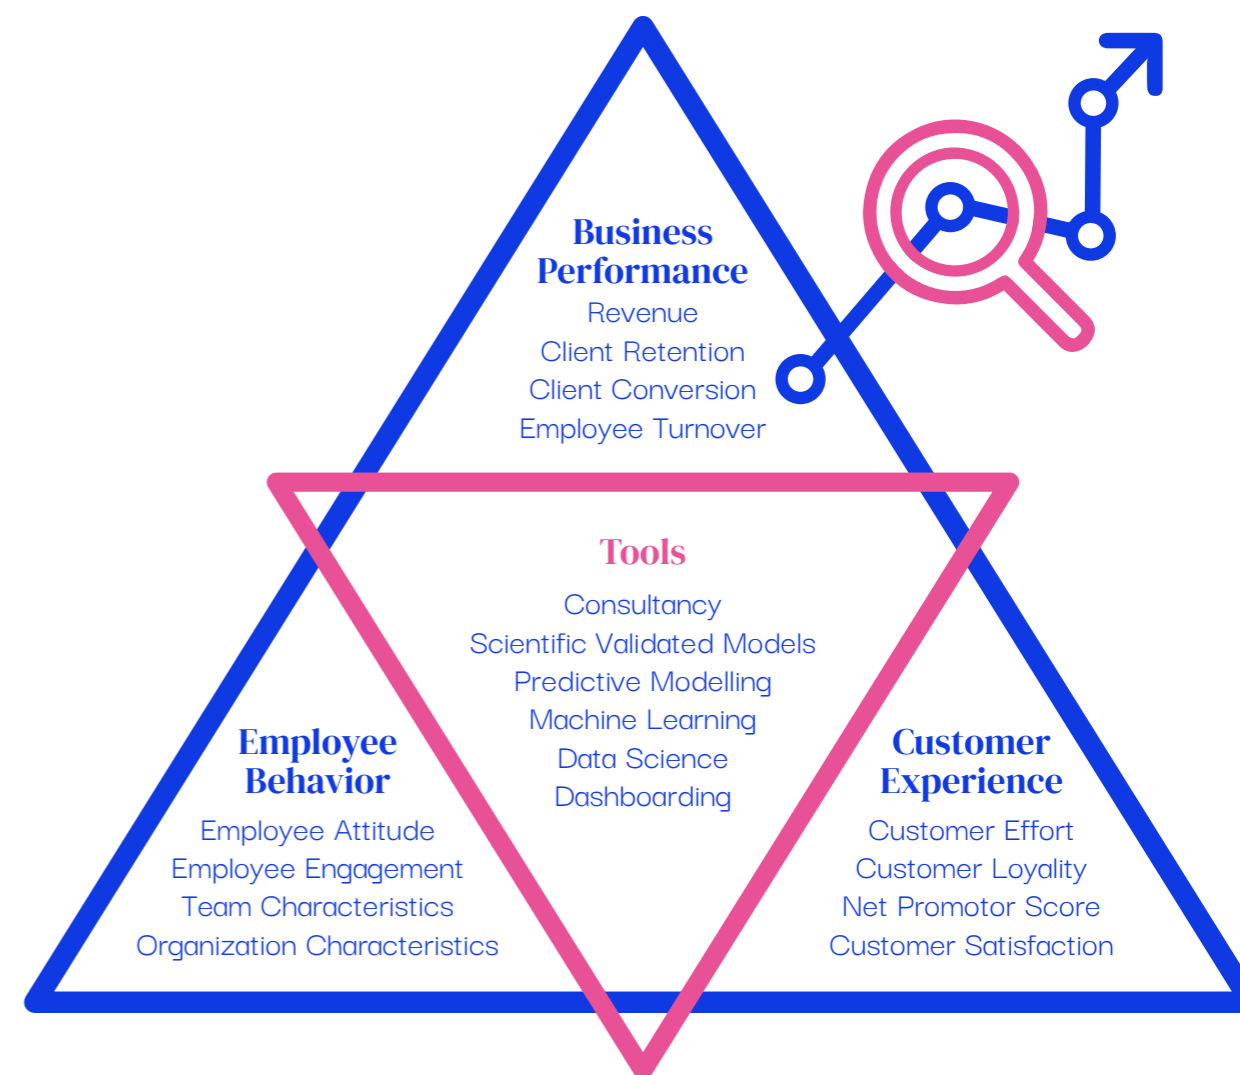 Business
Performance
Revenue
Client Retention
Client Conversion
Employee Turnover
Tools
Consultancy
Scientific Validated Models
Predictive Modelling
Machine Learning
Data Science
Dashboarding
Employee
Behavior
Employee Attitude
Employee Engagement
Team Characteristics
Organization Characteristics
Customer
Experience
Customer Effort
Customer Loyality
Net Promotor Score
Customer Satisfaction